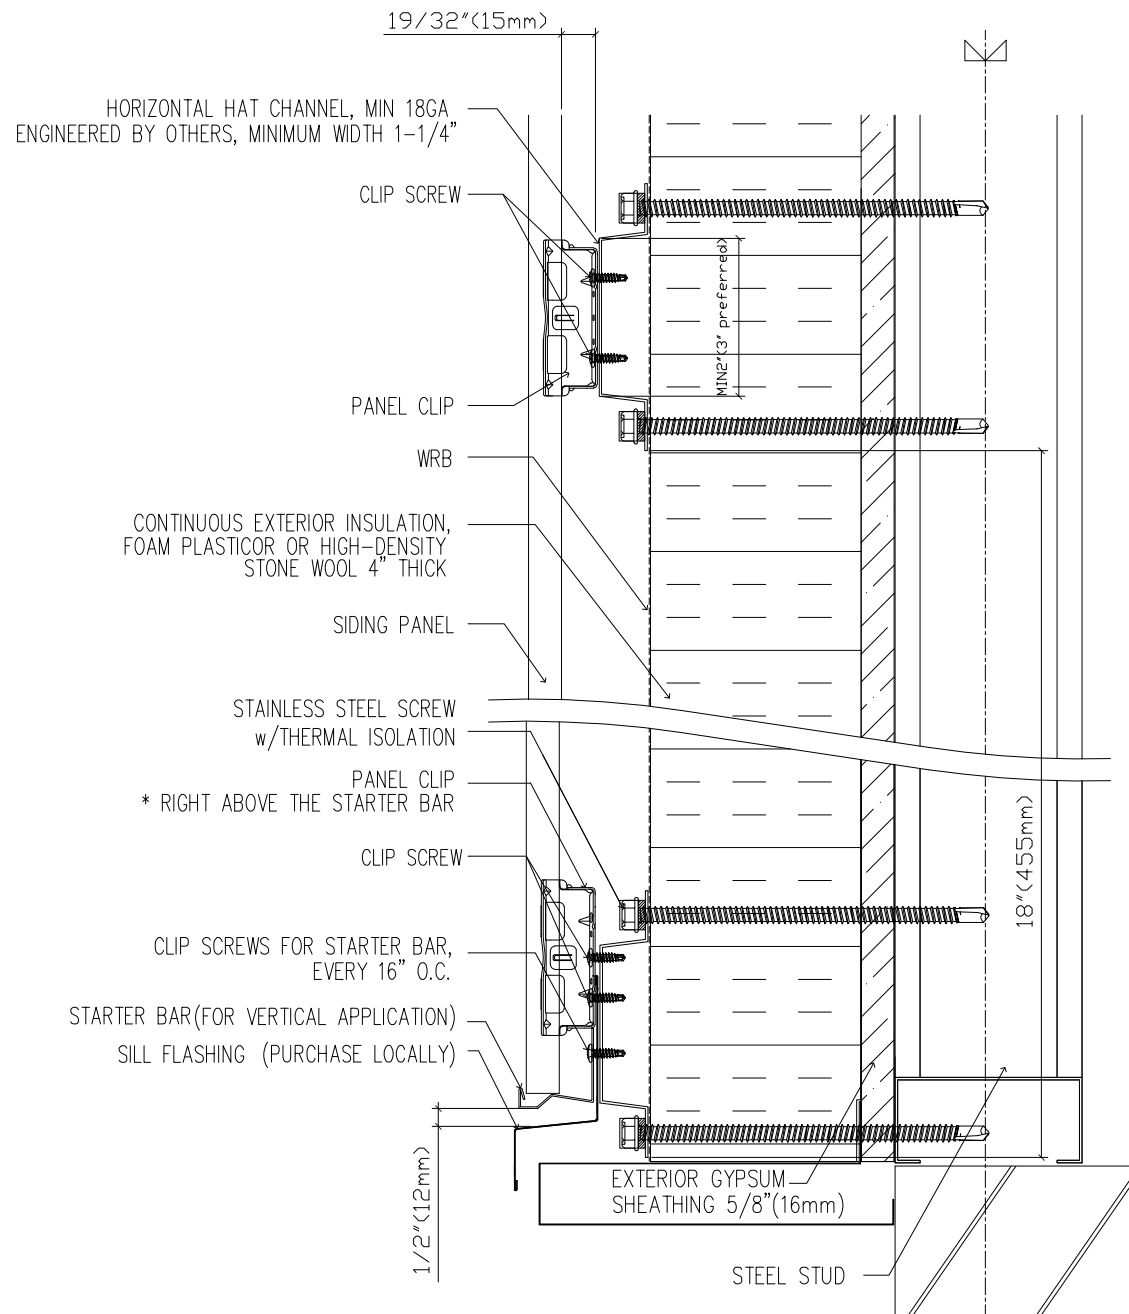 19/32"(15mm)
HORIZONTAL HAT CHANNEL, MIN 18GA
ENGINEERED BY OTHERS, MINIMUM WIDTH 1-1/4"
CLIP SCREW
MIN2"(3" preferred)
PANEL CLIP
WRB
CONTINUOUS EXTERIOR INSULATION,
FOAM PLASTICOR OR HIGH-DENSITY
STONE WOOL 4" THICK
SIDING PANEL
STAINLESS STEEL SCREW
w/THERMAL ISOLATION
PANEL CLIP
* RIGHT ABOVE THE STARTER BAR
CLIP SCREW
18"(455mm)
CLIP SCREWS FOR STARTER BAR,
EVERY 16" O.C.
STARTER BAR(FOR VERTICAL APPLICATION)
SILL FLASHING (PURCHASE LOCALLY)
1/2"(12mm)
EXTERIOR GYPSUM
SHEATHING 5/8"(16mm)
STEEL STUD